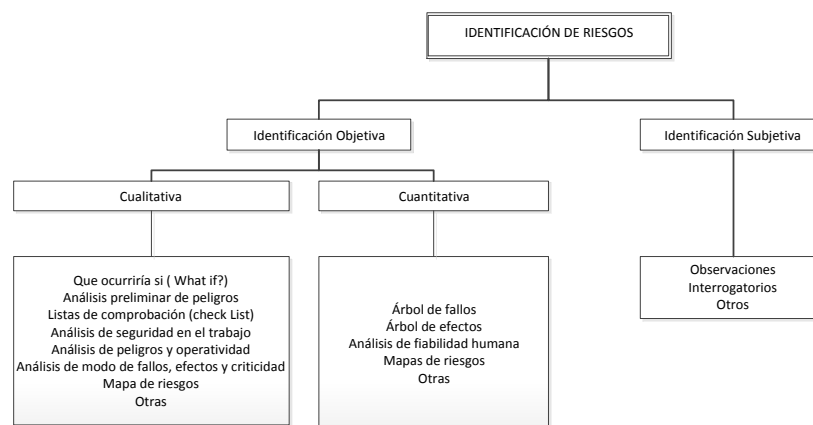 IDENTIFICACIÓN DE RIESGOS
Identificación Objetiva
Identificación Subjetiva
Cualitativa
Cuantitativa
Que ocurriría si ( What if?)
Análisis preliminar de peligros
Listas de comprobación (check List)
Análisis de seguridad en el trabajo
Análisis de peligros y operatividad
Análisis de modo de fallos, efectos y criticidad
Mapa de riesgos
Otras
Árbol de fallos
Árbol de efectos
Análisis de fiabilidad humana
Mapas de riesgos
Otras
Observaciones
Interrogatorios
Otros